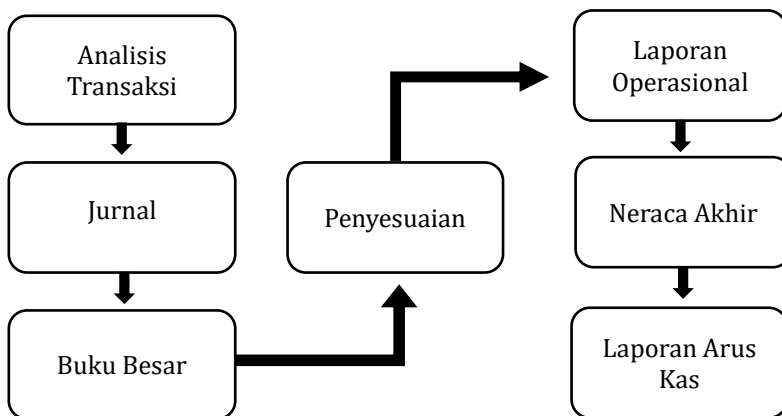 Analisis
Transaksi
Jurnal
Buku Besar
Penyesuaian
Laporan
Operasional
Neraca Akhir
Laporan Arus
Kas